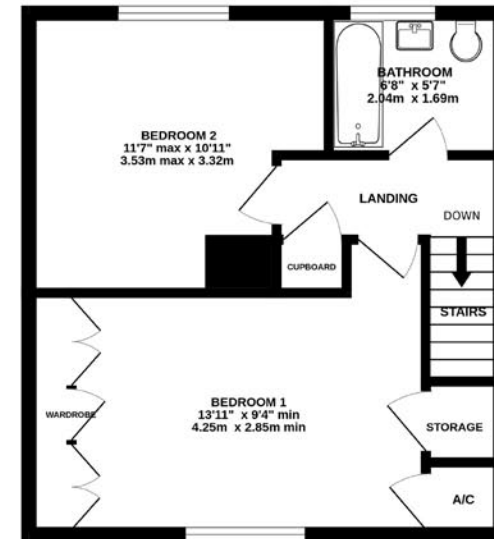 BATHROOM
6'8" x 5'7"
2.04m x 1.69m
BEDROOM 2
11'7" max x 10'11"
3.53m max x 3.32m
LANDING
DOWN
CUPBOARD
STAIRS
BEDROOM 1
13'11" x 9'4" min
4.25m x 2.85m min
WARDROBE
STORAGE
A/C